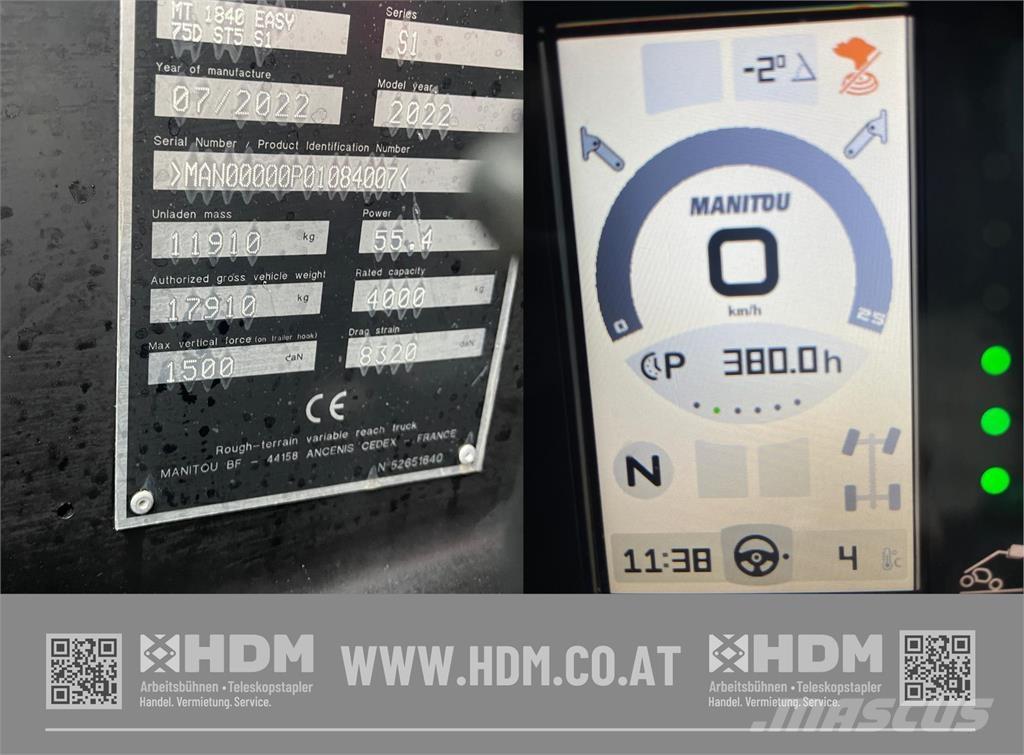 MT 1840 EASY
75D ST5 S1
Series
S1
Year of manufacture
07/2022
Model year
2022
Serial Number / Product Identification Number
>MAN00000P01084007<
Unladen mass
11910 kg
Power
55.4
Authorized gross vehicle weight
17910 kg
Rated capacity
4000 kg
Max vertical force (on trailer hook)
1500 daN
Drag strain
8320 daN
CE
Rough-terrain variable reach truck
MANITOU BF - 44158 ANCENIS CEDEX - FRANCE
N°52651640
-2°
MANITOU
0
km/h
0
25
P 380.0h
N
11:38
4 °C
HDM
Arbeitsbühnen • Teleskopstapler
Handel. Vermietung. Service.
WWW.HDM.CO.AT
HDM
Arbeitsbühnen • Teleskopstapler
Handel. Vermietung. Service.
MASCUS